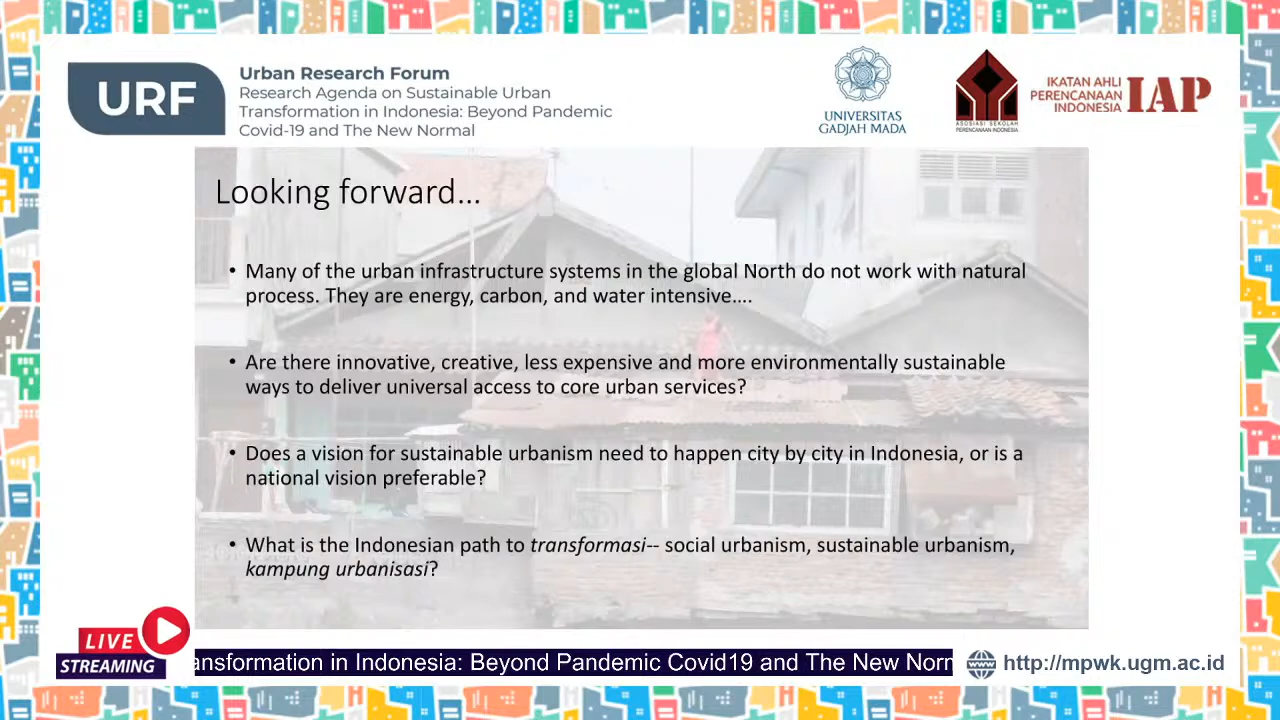 URF
Urban Research Forum
Research Agenda on Sustainable Urban
Transformation in Indonesia: Beyond Pandemic
Covid-19 and The New Normal
UNIVERSITAS
GADJAH MADA
ASOSIASI SEKOLAH
PERENCANAAN INDONESIA
IKATAN AHLI
PERENCANAAN
INDONESIA
IAP
Looking forward...
• Many of the urban infrastructure systems in the global North do not work with natural
process. They are energy, carbon, and water intensive....
• Are there innovative, creative, less expensive and more environmentally sustainable
ways to deliver universal access to core urban services?
• Does a vision for sustainable urbanism need to happen city by city in Indonesia, or is a
national vision preferable?
• What is the Indonesian path to transformasi-- social urbanism, sustainable urbanism,
kampung urbanisasi?
LIVE
STREAMING
ansformation in Indonesia: Beyond Pandemic Covid19 and The New Norm
http://mpwk.ugm.ac.id